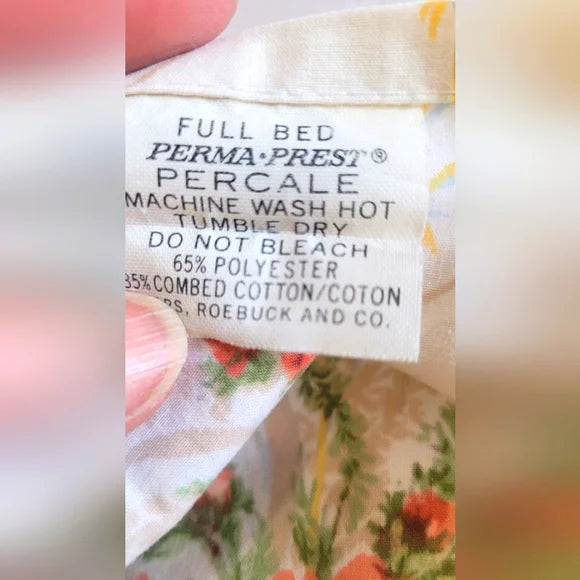 FULL BED
PERMA·PREST®
PERCALE
MACHINE WASH HOT
TUMBLE DRY
DO NOT BLEACH
65% POLYESTER
35% COMBED COTTON/COTON
RS, ROEBUCK AND CO.